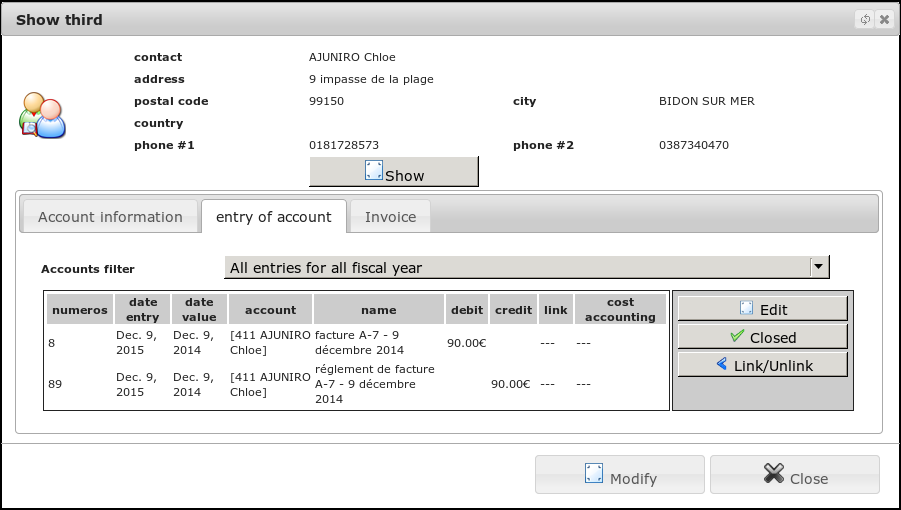 Show third
contact AJUNIRO Chloe
address 9 impasse de la plage
postal code 99150 city BIDON SUR MER
country
phone #1 0181728573 phone #2 0387340470
Show
Account information entry of account Invoice
Accounts filter All entries for all fiscal year
numeros date entry date value account name debit credit link cost accounting
8 Dec. 9, 2015 Dec. 9, 2014 [411 AJUNIRO Chloe] facture A-7 - 9 décembre 2014 90.00€ --- ---
89 Dec. 9, 2015 Dec. 9, 2014 [411 AJUNIRO Chloe] réglement de facture A-7 - 9 décembre 2014 90.00€ --- ---
Edit
Closed
Link/Unlink
Modify Close